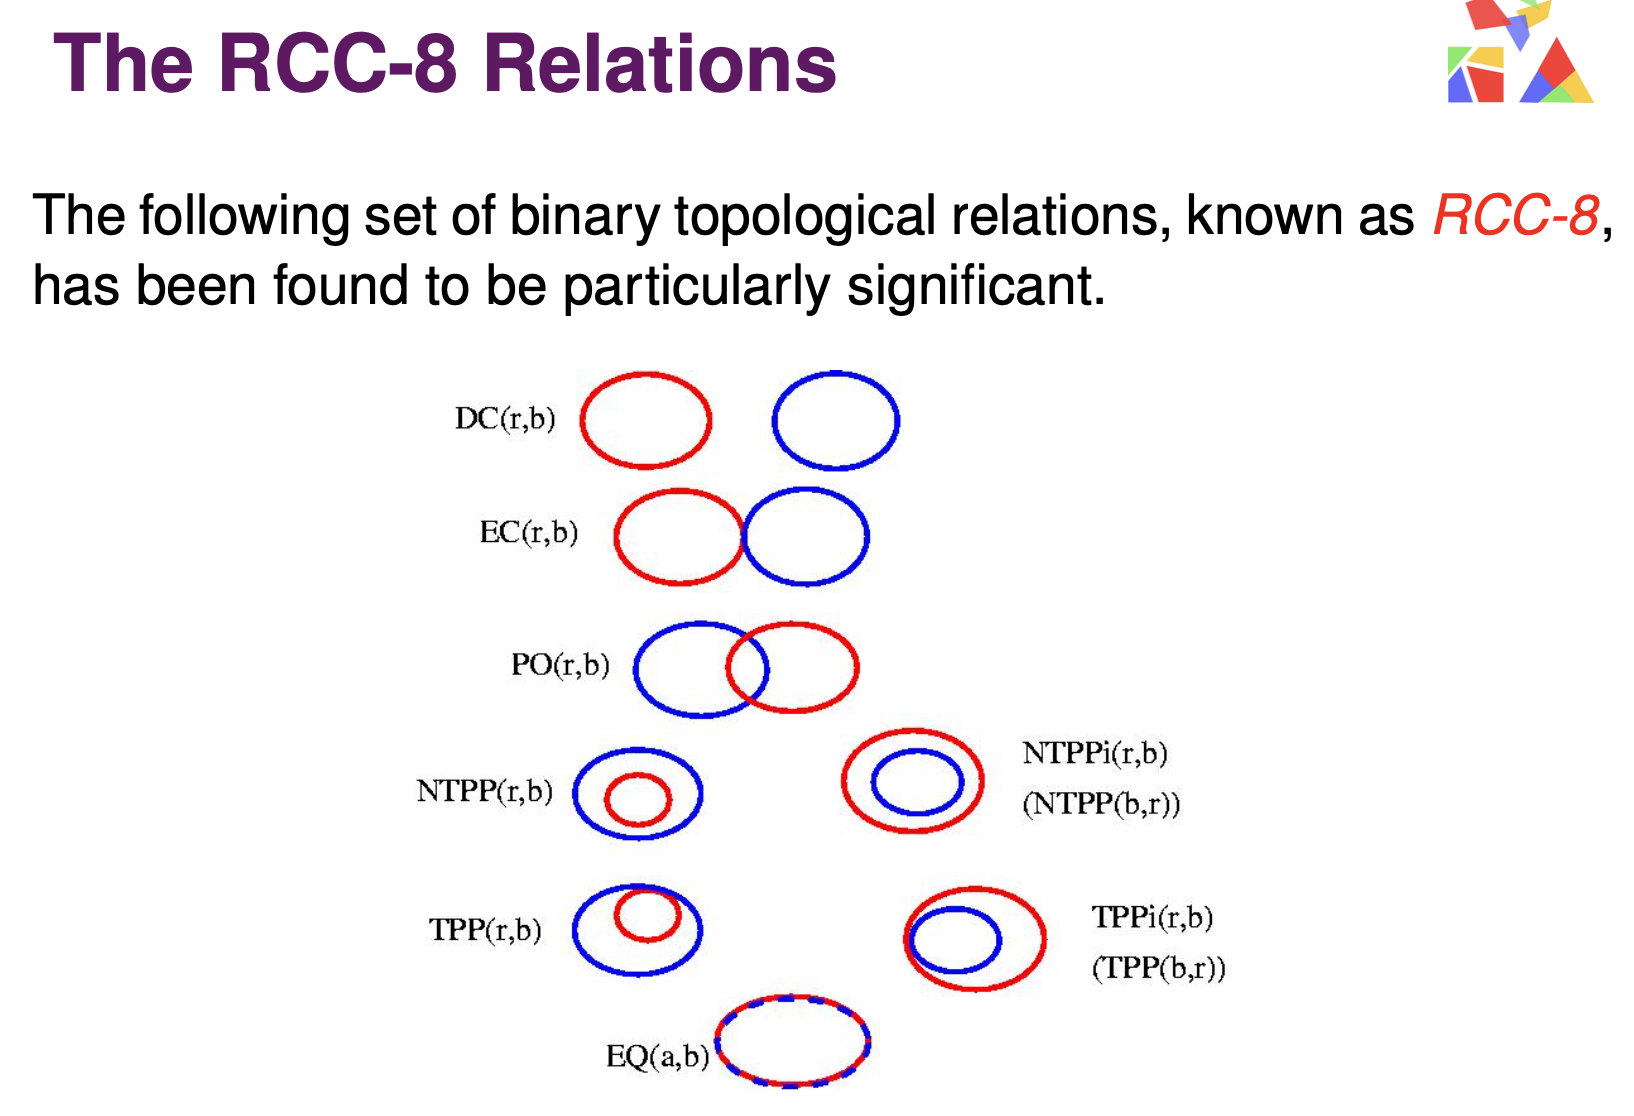 The RCC-8 Relations
The following set of binary topological relations, known as RCC-8,
has been found to be particularly significant.
DC(r,b)
EC(r,b)
PO(r,b)
NTPP(r,b)
NTPPi(r,b)
(NTPP(b,r))
TPP(r,b)
TPPi(r,b)
(TPP(b,r))
EQ(a,b)